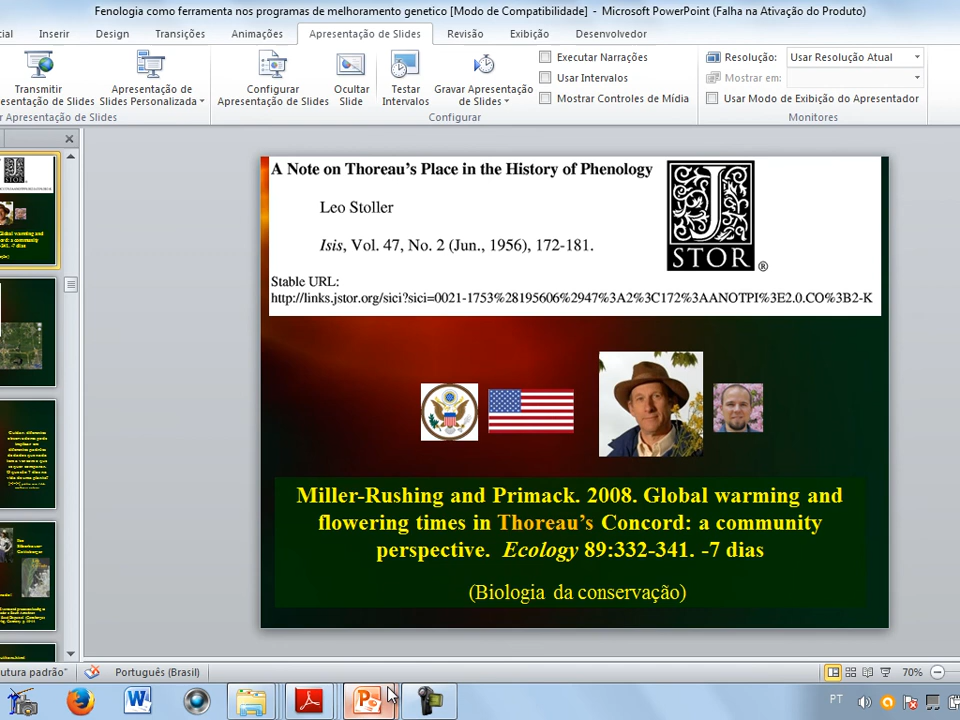 Fenologia como ferramenta nos programas de melhoramento genetico [Modo de Compatibilidade] - Microsoft PowerPoint (Falha na Ativação do Produto)
Inserir Design Transições Animações Apresentação de Slides Revisão Exibição Desenvolvedor
Transmitir
Apresentação de
Slides Personalizada
Configurar
Apresentação de Slides
Ocultar
Slide
Testar
Intervalos
Gravar Apresentação
de Slides
Executar Narrações
Usar Intervalos
Mostrar Controles de Mídia
Resolução: Usar Resolução Atual
Mostrar em:
Usar Modo de Exibição do Apresentador
Apresentação de Slides
Configurar
Monitores
A Note on Thoreau's Place in the History of Phenology
Leo Stoller
Isis, Vol. 47, No. 2 (Jun., 1956), 172-181.
Stable URL:
http://links.jstor.org/sici?sici=0021-1753%28195606%2947%3A2%3C172%3AANOTPI%3E2.0.CO%3B2-K
JSTOR®
Miller-Rushing and Primack. 2008. Global warming and
flowering times in Thoreau's Concord: a community
perspective. Ecology 89:332-341. -7 dias
(Biologia da conservação)
Português (Brasil)
70%
PT